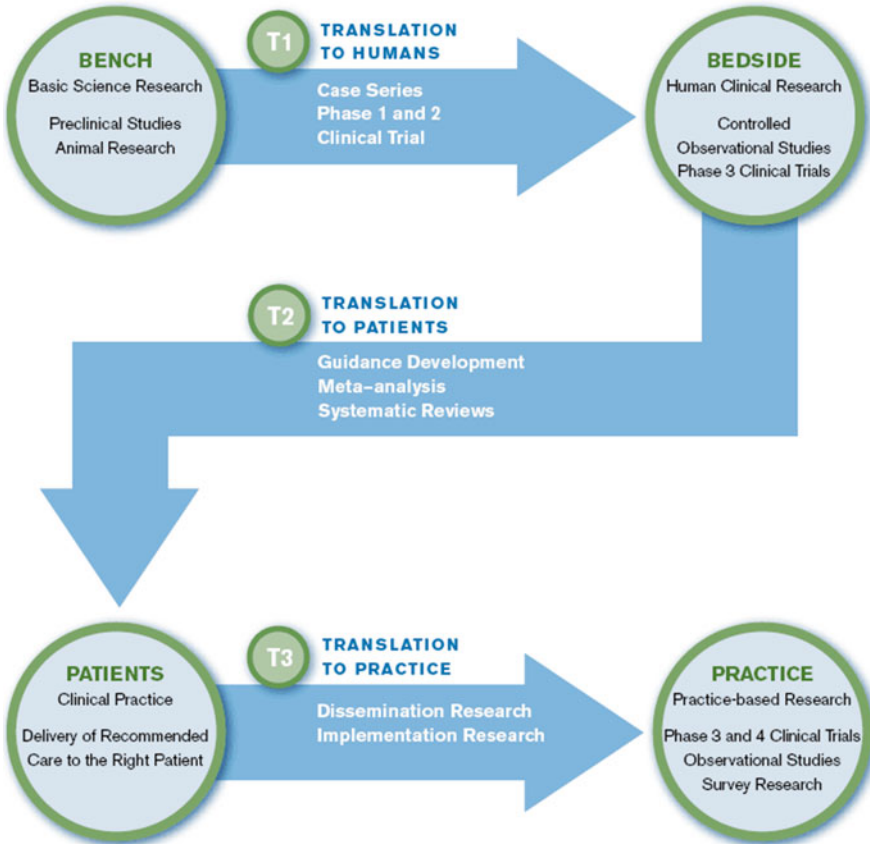 BENCH
Basic Science Research
Preclinical Studies
Animal Research
T1
TRANSLATION
TO HUMANS
Case Series
Phase 1 and 2
Clinical Trial
BEDSIDE
Human Clinical Research
Controlled
Observational Studies
Phase 3 Clinical Trials
T2
TRANSLATION
TO PATIENTS
Guidance Development
Meta–analysis
Systematic Reviews
PATIENTS
Clinical Practice
Delivery of Recommended
Care to the Right Patient
T3
TRANSLATION
TO PRACTICE
Dissemination Research
Implementation Research
PRACTICE
Practice-based Research
Phase 3 and 4 Clinical Trials
Observational Studies
Survey Research